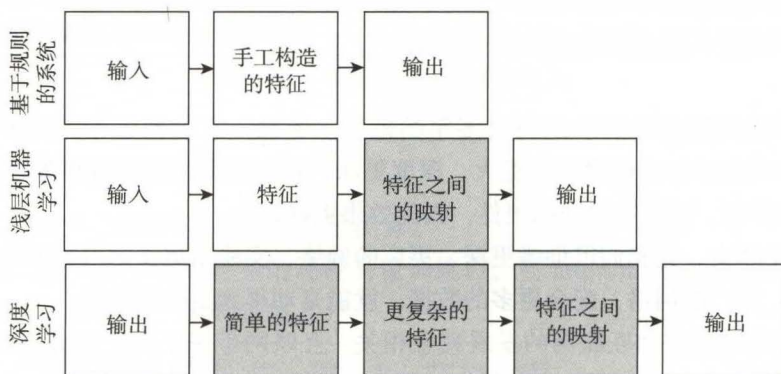 基于规则
的系统
输入
手工构造
的特征
输出
浅层机器
学习
输入
特征
特征之间
的映射
输出
深度
学习
输出
简单的特征
更复杂的
特征
特征之间
的映射
输出